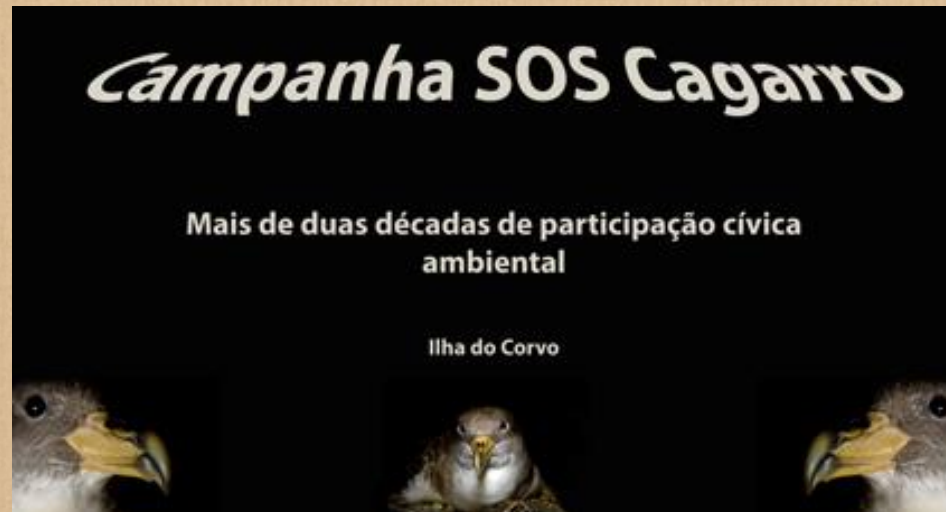 Campanha SOS Cagarro
Mais de duas décadas de participação cívica
ambiental
Ilha do Corvo